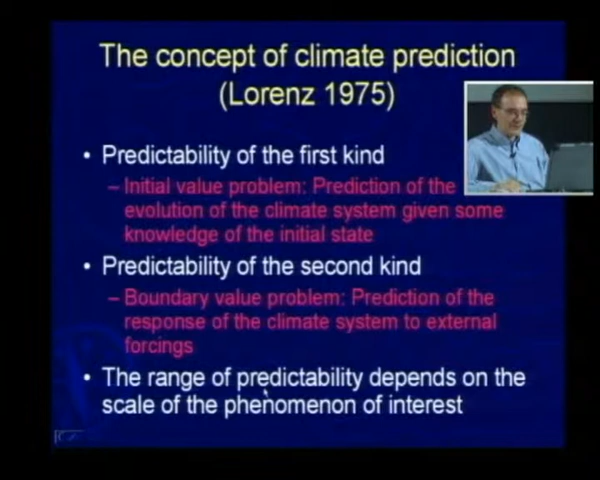 The concept of climate prediction
(Lorenz 1975)
• Predictability of the first kind
– Initial value problem: Prediction of the
evolution of the climate system given some
knowledge of the initial state
• Predictability of the second kind
– Boundary value problem: Prediction of the
response of the climate system to external
forcings
• The range of predictability depends on the
scale of the phenomenon of interest